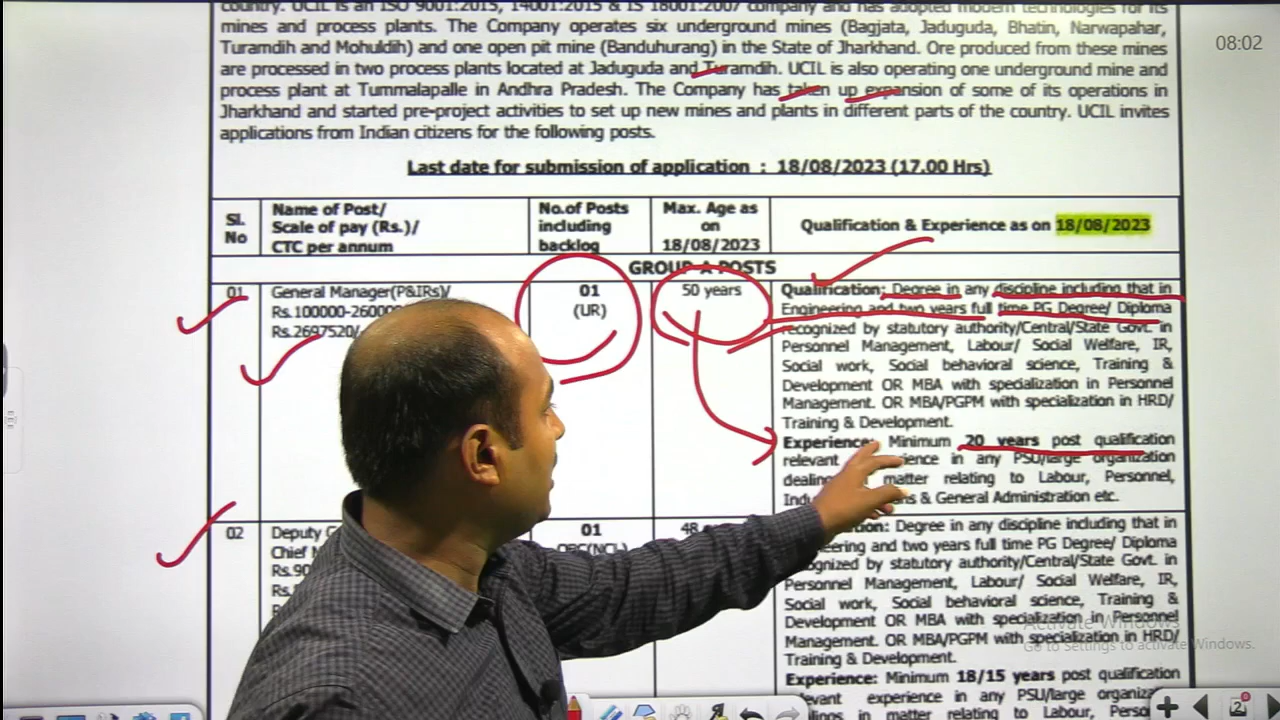 country. UCIL is an ISO 9001:2015, 14001:2015 & IS 18001:2007 company and has adopted modern technologies for its
mines and process plants. The Company operates six underground mines (Bagjata, Jaduguda, Bhatin, Narwapahar,
Turamdih and Mohuldih) and one open pit mine (Banduhurang) in the State of Jharkhand. Ore produced from these mines
are processed in two process plants located at Jaduguda and Turamdih. UCIL is also operating one underground mine and
process plant at Tummalapalle in Andhra Pradesh. The Company has taken up expansion of some of its operations in
Jharkhand and started pre-project activities to set up new mines and plants in different parts of the country. UCIL invites
applications from Indian citizens for the following posts.
08:02
Last date for submission of application : 18/08/2023 (17.00 Hrs)
Sl.
No
Name of Post/
Scale of pay (Rs.)/
CTC per annum
No.of Posts
including
backlog
Max. Age as
on
18/08/2023
Qualification & Experience as on 18/08/2023
GROUP-A POSTS
01
General Manager(P&IRs)/
Rs.100000-26000
Rs.2697520/
01
(UR)
50 years
Qualification: Degree in any discipline including that in
Engineering and two years full time PG Degree/ Diploma
recognized by statutory authority/Central/State Govt. in
Personnel Management, Labour/ Social Welfare, IR,
Social work, Social behavioral science, Training &
Development OR MBA with specialization in Personnel
Management. OR MBA/PGPM with specialization in HRD/
Training & Development.
Experience: Minimum 20 years post qualification
relevant in any PSU/large organization
matter relating to Labour, Personnel,
& General Administration etc.
02
Deputy
Rs.90
01
OBC(NCL)
48
Degree in any discipline including that in
and two years full time PG Degree/ Diploma
by statutory authority/Central/State Govt. in
Personnel Management, Labour/ Social Welfare, IR,
Social work, Social behavioral science, Training &
Development OR MBA with specialization in Personnel
Management. OR MBA/PGPM with specialization in HRD/
Training & Development.
Experience: Minimum 18/15 years post qualification
experience in any PSU/large
in matter relating to Labour,
Activate Windows
Go to Settings to activate Windows.
2